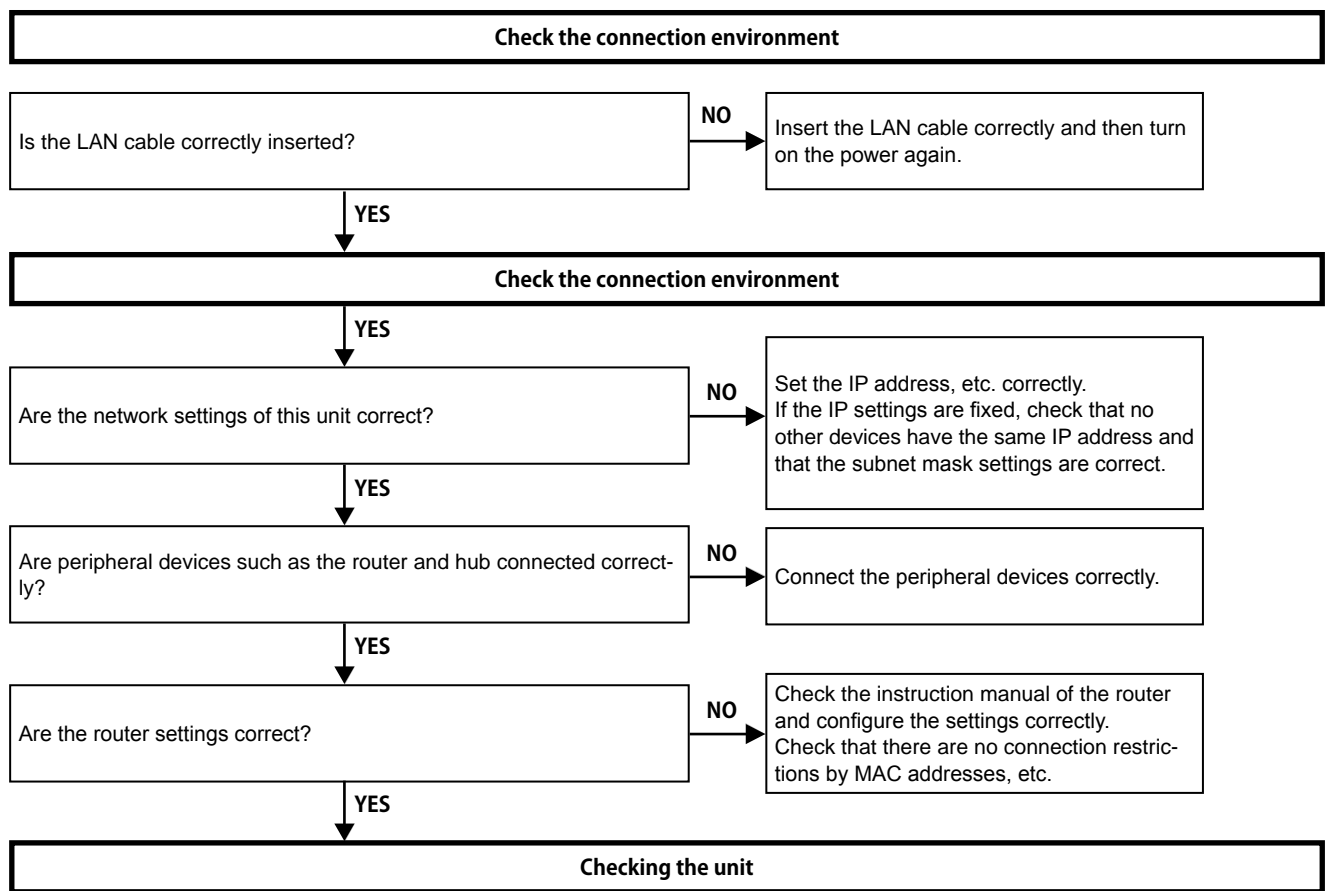 Check the connection environment
Is the LAN cable correctly inserted?
NO
Insert the LAN cable correctly and then turn
on the power again.
YES
Check the connection environment
YES
Are the network settings of this unit correct?
NO
Set the IP address, etc. correctly.
If the IP settings are fixed, check that no
other devices have the same IP address and
that the subnet mask settings are correct.
YES
Are peripheral devices such as the router and hub connected correct-
ly?
NO
Connect the peripheral devices correctly.
YES
Are the router settings correct?
NO
Check the instruction manual of the router
and configure the settings correctly.
Check that there are no connection restric-
tions by MAC addresses, etc.
YES
Checking the unit